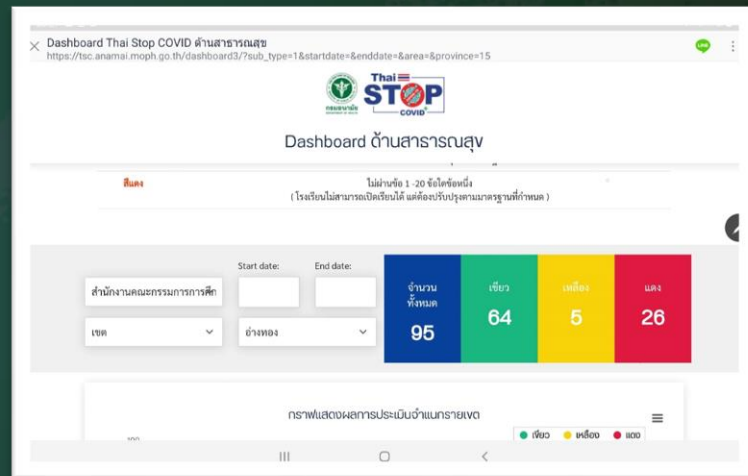 Dashboard Thai Stop COVID ด้านสาธารณสุข
https://tsc.anamai.moph.go.th/dashboard3/?sub_type=1&startdate=&enddate=&area=&province=15
LINE
กรมอนามัย
Thai
STOP
COVID
Dashboard ด้านสาธารณสุข
สีแดง
ไม่ผ่านข้อ 1 -20 ข้อใดข้อหนึ่ง
( โรงเรียนไม่สามารถเปิดเรียนได้ แต่ต้องปรับปรุงตามมาตรฐานที่กำหนด )
Start date: End date:
สำนักงานคณะกรรมการการศึก
เขต
อ่างทอง
จำนวน
ทั้งหมด
95
เขียว
64
เหลือง
5
แดง
26
กราฟแสดงผลการประเมินจำแนกรายเขต
เขียว เหลือง แดง